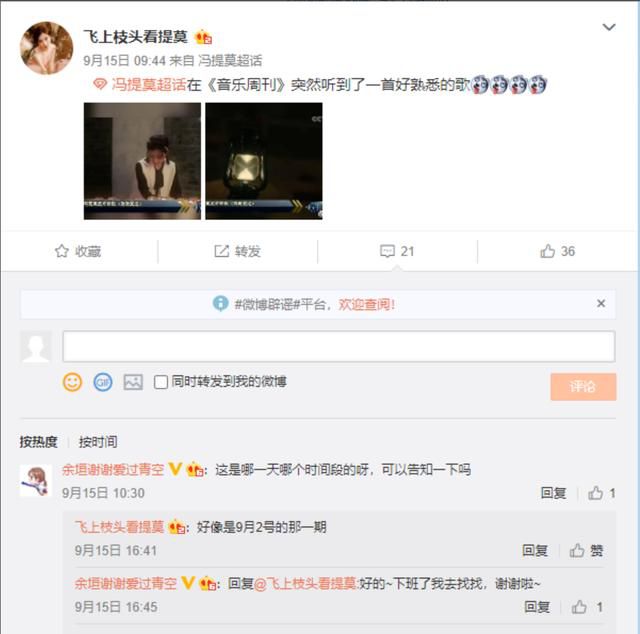 飞上枝头看提莫
9月15日 09:44 来自 冯提莫超话
冯提莫超话在《音乐周刊》突然听到了一首好熟悉的歌
收藏 转发 21 36
#微博辟谣#平台，欢迎查阅!
GIF 同时转发到我的微博 评论
按热度 按时间
余垣谢谢爱过青空 V : 这是哪一天哪个时间段的呀，可以告知一下吗
9月15日 10:30 回复 1
飞上枝头看提莫 : 好像是9月2号的那一期
9月15日 16:41 回复 赞
余垣谢谢爱过青空 V : 回复@飞上枝头看提莫:好的~下班了我去找找，谢谢啦~
9月15日 16:45 回复 1